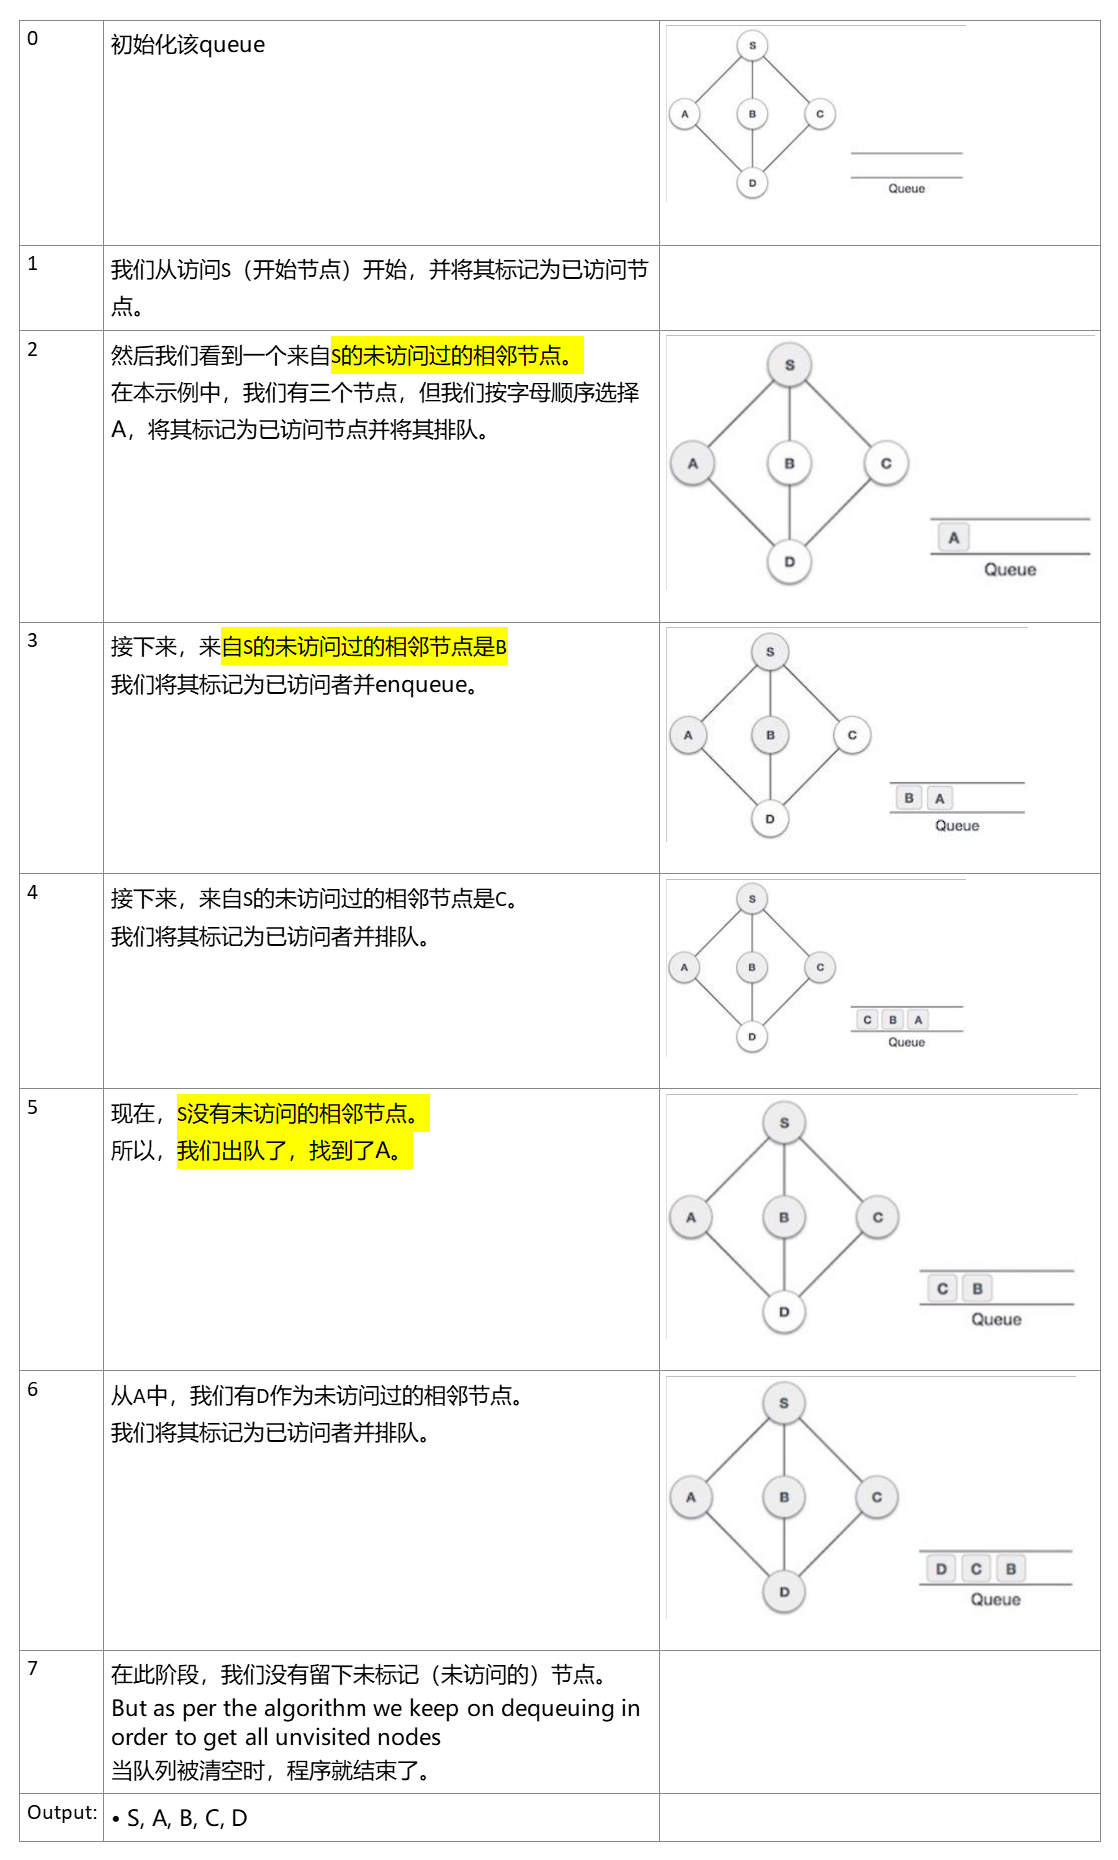 0
初始化该queue
S
A B C
D
Queue
1
我们从访问S（开始节点）开始，并将其标记为已访问节
点。
2
然后我们看到一个来自S的未访问过的相邻节点。
在本示例中，我们有三个节点，但我们按字母顺序选择
A，将其标记为已访问节点并将其排队。
S
A B C
D
A
Queue
3
接下来，来自S的未访问过的相邻节点是B
我们将其标记为已访问者并enqueue。
S
A B C
D
B A
Queue
4
接下来，来自S的未访问过的相邻节点是C。
我们将其标记为已访问者并排队。
S
A B C
D
C B A
Queue
5
现在，S没有未访问的相邻节点。
所以，我们出队了，找到了A。
S
A B C
D
C B
Queue
6
从A中，我们有D作为未访问过的相邻节点。
我们将其标记为已访问者并排队。
S
A B C
D
D C B
Queue
7
在此阶段，我们没有留下未标记（未访问的）节点。
But as per the algorithm we keep on dequeuing in
order to get all unvisited nodes
当队列被清空时，程序就结束了。
Output:
• S, A, B, C, D